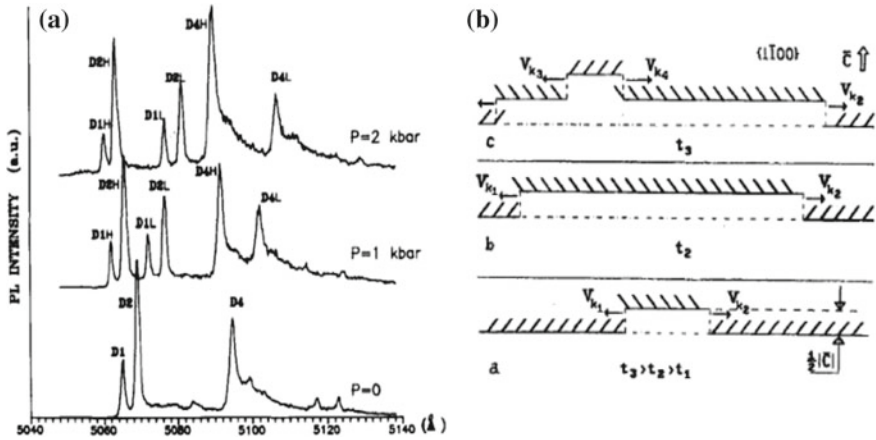 (a)
PL INTENSITY (a.u.)
D1H
D2H
D1L
D2L
D4H
D4L
P=2 kbar
D1H
D2H
D1L
D2L
D4H
D4L
P=1 kbar
D1
D2
D4
P=0
5040 5060 5080 5100 5120 5140 (Å)
(b)
{1̄100}
C̄
Vk3
Vk4
Vk2
c
t3
Vk1
Vk2
b
t2
Vk1
Vk2
a
t3>t2>t1
½|C̄|